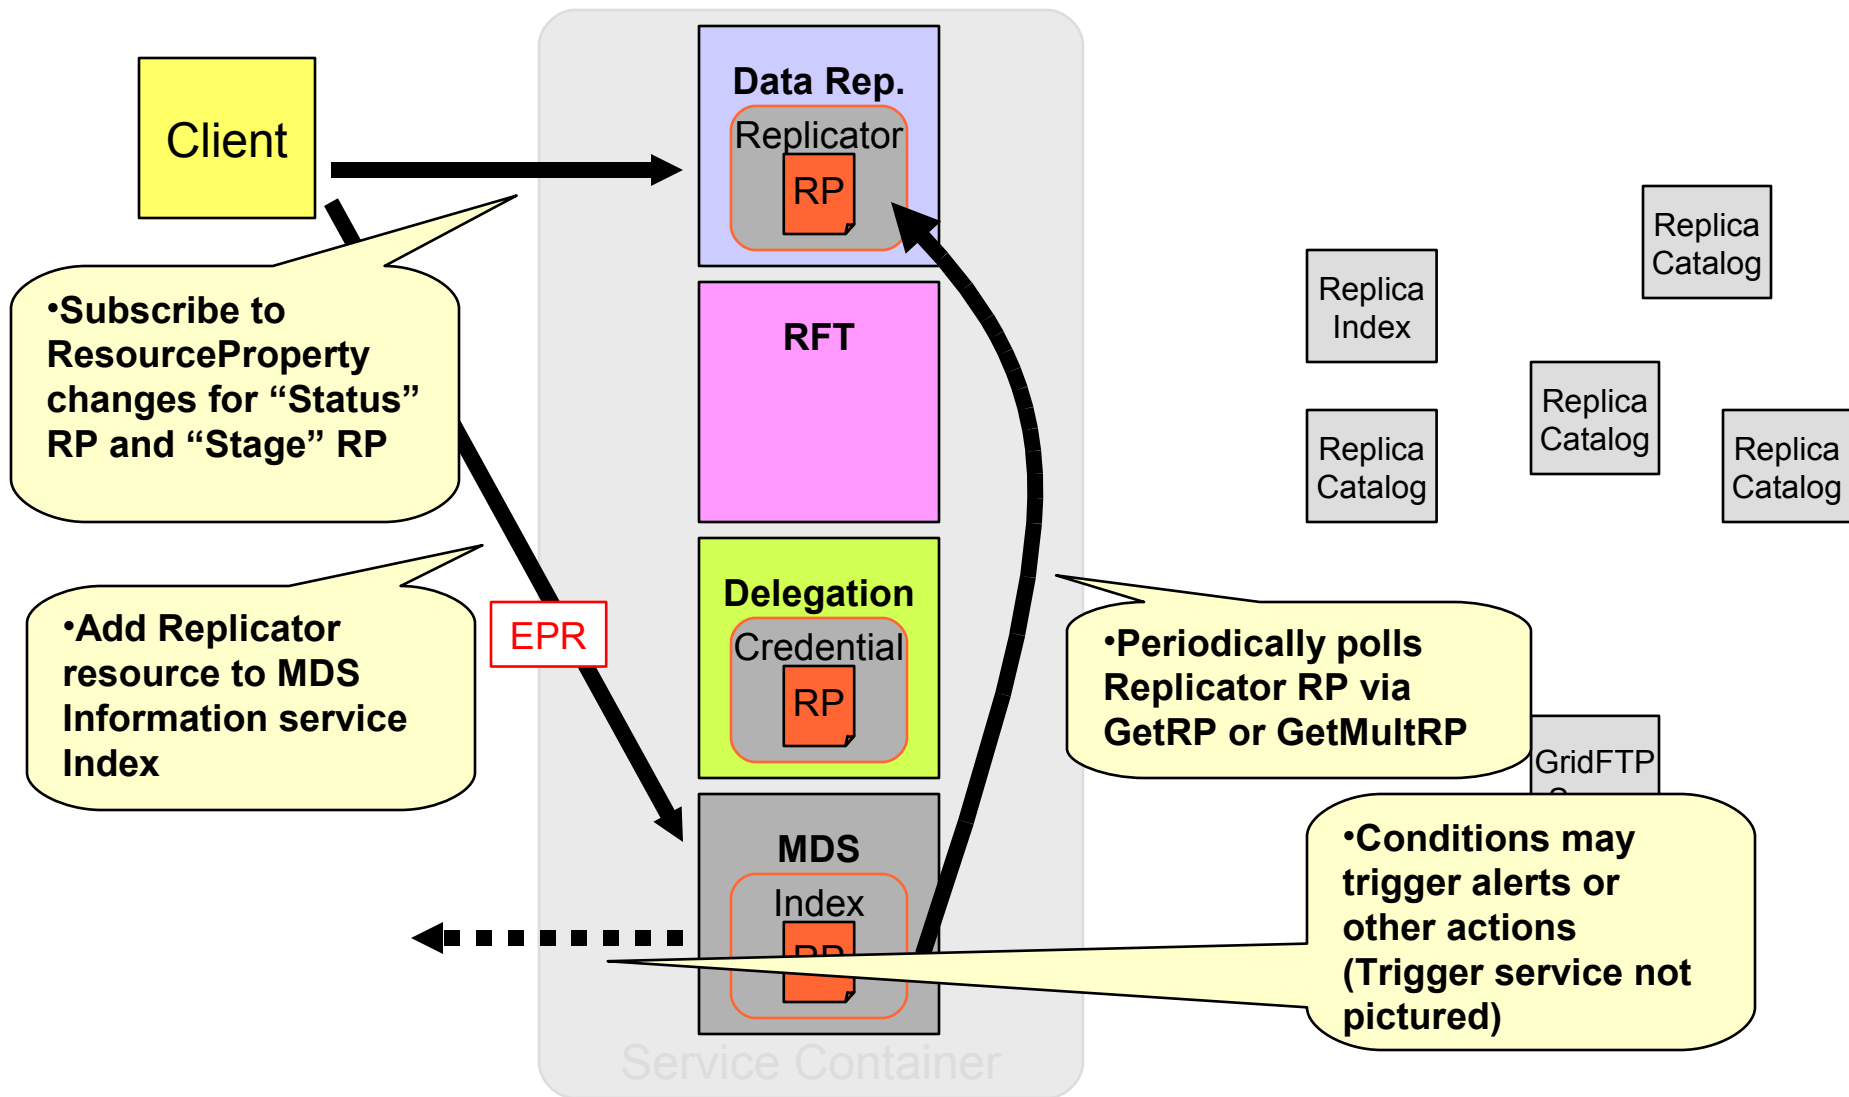 Client
Data Rep.
Replicator
RP
•Subscribe to
ResourceProperty
changes for “Status”
RP and “Stage” RP
RFT
Replica
Catalog
Replica
Index
Replica
Catalog
Replica
Catalog
Replica
Catalog
•Add Replicator
resource to MDS
Information service
Index
EPR
Delegation
Credential
RP
•Periodically polls
Replicator RP via
GetRP or GetMultRP
GridFTP
MDS
Index
RP
•Conditions may
trigger alerts or
other actions
(Trigger service not
pictured)
Service Container